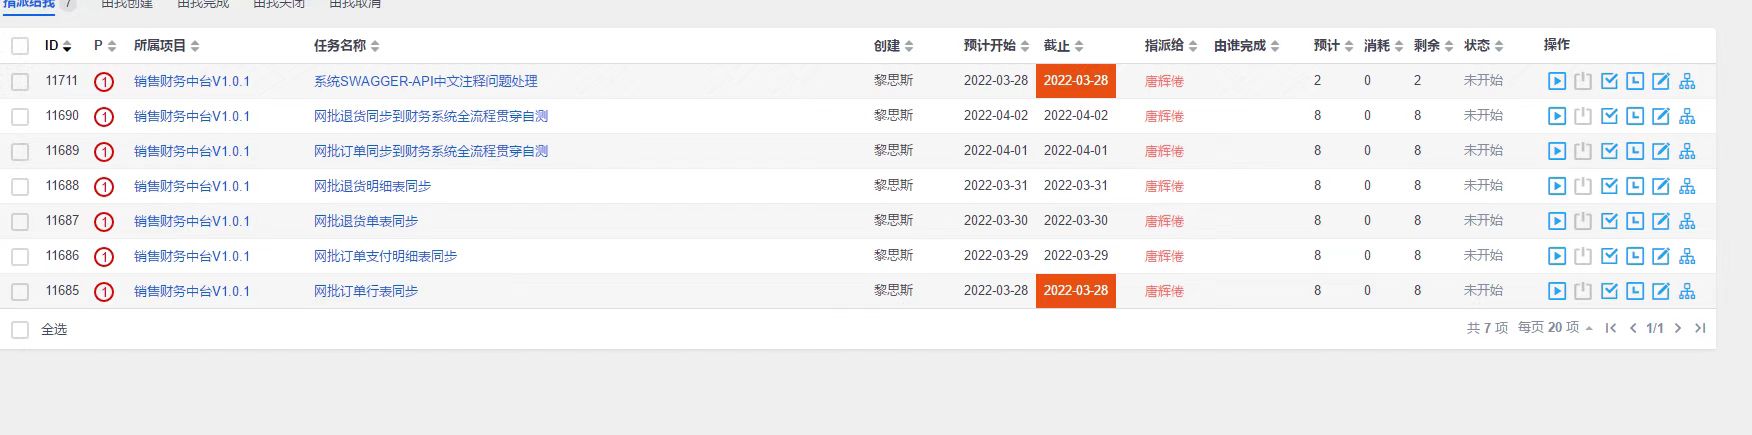 指派给我 7 由我创建 由我完成 由我关闭 由我取消
ID P 所属项目 任务名称 创建 预计开始 截止 指派给 由谁完成 预计 消耗 剩余 状态 操作
11711 1 销售财务中台V1.0.1 系统SWAGGER-API中文注释问题处理 黎思斯 2022-03-28 2022-03-28 唐辉倦 2 0 2 未开始
11690 1 销售财务中台V1.0.1 网批退货同步到财务系统全流程贯穿自测 黎思斯 2022-04-02 2022-04-02 唐辉倦 8 0 8 未开始
11689 1 销售财务中台V1.0.1 网批订单同步到财务系统全流程贯穿自测 黎思斯 2022-04-01 2022-04-01 唐辉倦 8 0 8 未开始
11688 1 销售财务中台V1.0.1 网批退货明细表同步 黎思斯 2022-03-31 2022-03-31 唐辉倦 8 0 8 未开始
11687 1 销售财务中台V1.0.1 网批退货单表同步 黎思斯 2022-03-30 2022-03-30 唐辉倦 8 0 8 未开始
11686 1 销售财务中台V1.0.1 网批订单支付明细表同步 黎思斯 2022-03-29 2022-03-29 唐辉倦 8 0 8 未开始
11685 1 销售财务中台V1.0.1 网批订单行表同步 黎思斯 2022-03-28 2022-03-28 唐辉倦 8 0 8 未开始
全选 共 7 项 每页 20 项 1/1